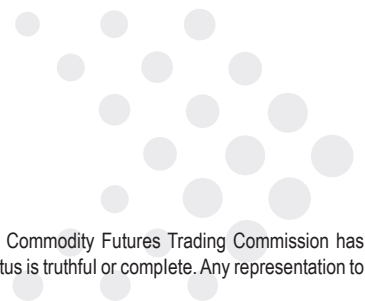 Commodity Futures Trading Commission has
tus is truthful or complete. Any representation to